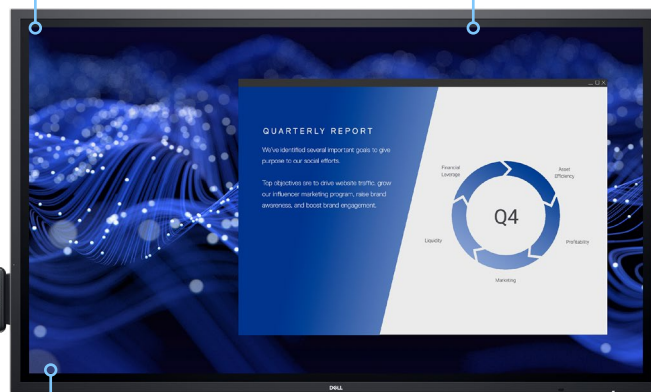 QUARTERLY REPORT
We've identified several important goals to give
purpose to our social efforts.
Top objectives are to drive website traffic, grow
our influencer marketing program, raise brand
awareness, and boost brand engagement.
Financial
Leverage
Asset
Efficiency
Q4
Liquidity
Profitability
Marketing
DELL